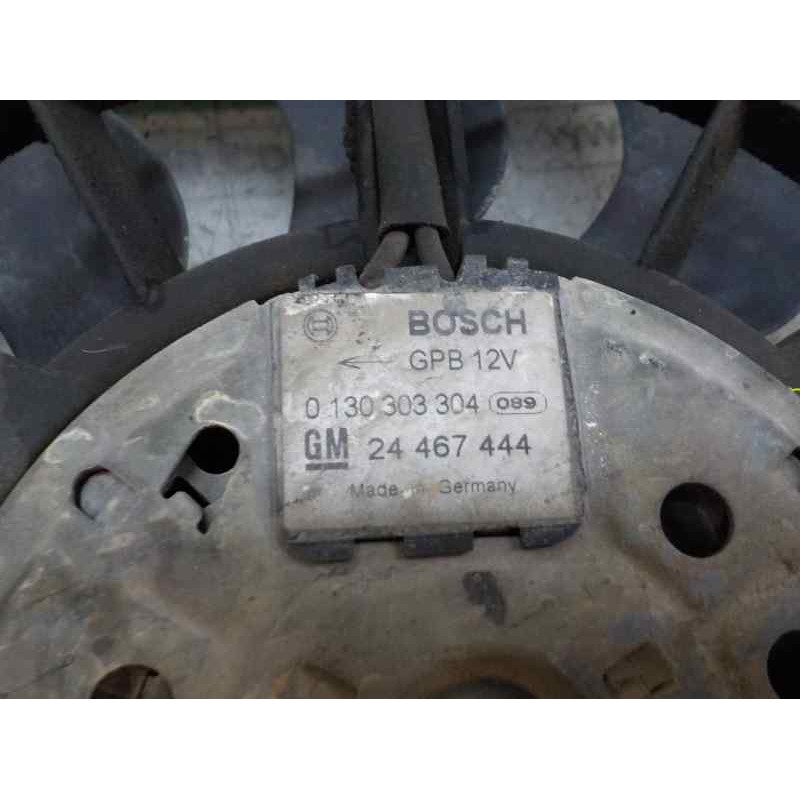 BOSCH
← GPB 12V
0 130 303 304 089
GM 24 467 444
Made in Germany